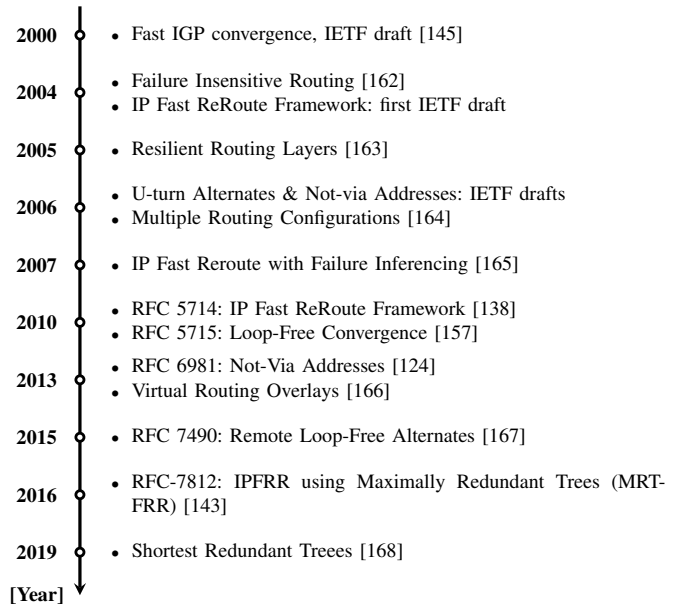 2000 • Fast IGP convergence, IETF draft [145]
• Failure Insensitive Routing [162]
2004
• IP Fast ReRoute Framework: first IETF draft
2005 • Resilient Routing Layers [163]
• U-turn Alternates & Not-via Addresses: IETF drafts
2006
• Multiple Routing Configurations [164]
2007 • IP Fast Reroute with Failure Inferencing [165]
• RFC 5714: IP Fast ReRoute Framework [138]
2010
• RFC 5715: Loop-Free Convergence [157]
• RFC 6981: Not-Via Addresses [124]
2013
• Virtual Routing Overlays [166]
2015 • RFC 7490: Remote Loop-Free Alternates [167]
• RFC-7812: IPFRR using Maximally Redundant Trees (MRT-
2016
FRR) [143]
2019 • Shortest Redundant Treees [168]
[Year]